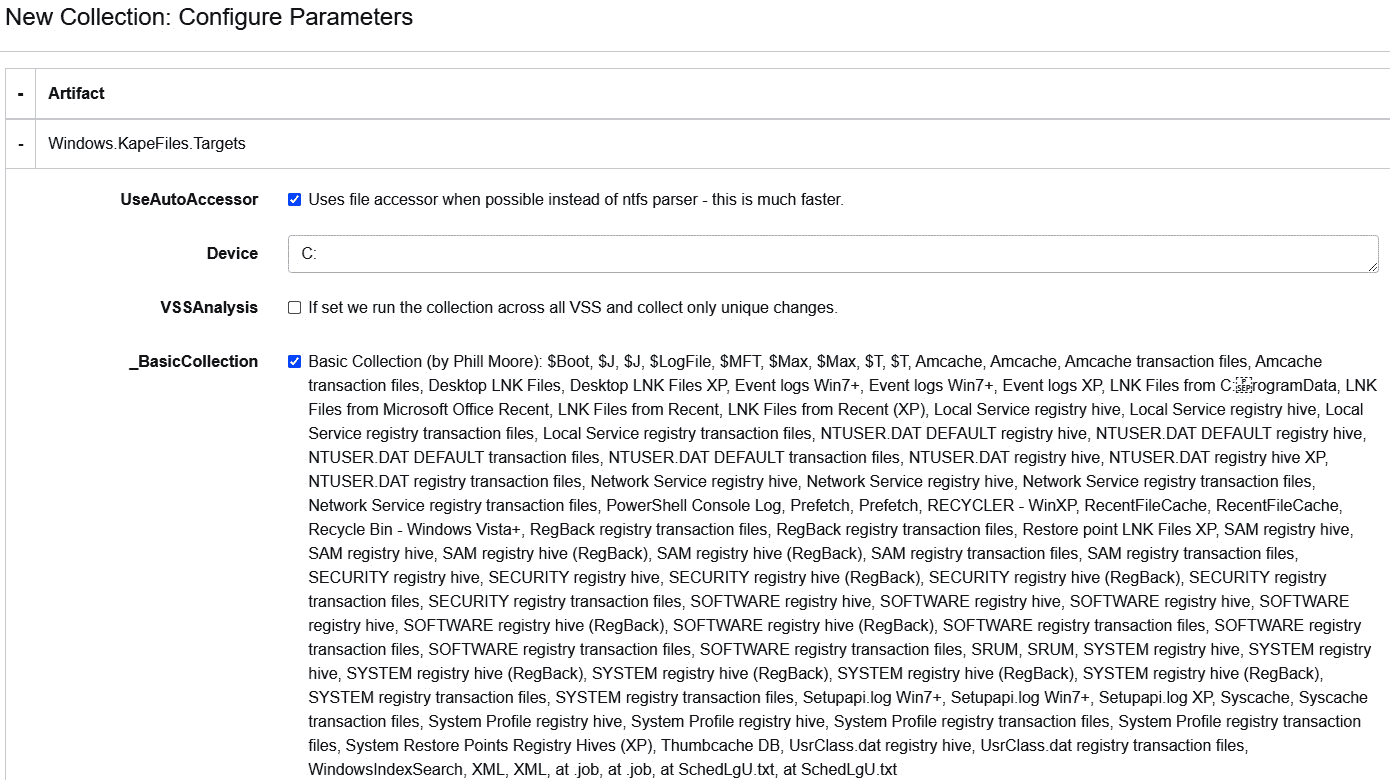 New Collection: Configure Parameters
- Artifact
- Windows.KapeFiles.Targets
UseAutoAccessor Uses file accessor when possible instead of ntfs parser - this is much faster.
Device C:
VSSAnalysis If set we run the collection across all VSS and collect only unique changes.
_BasicCollection Basic Collection (by Phill Moore): $Boot, $J, $J, $LogFile, $MFT, $Max, $Max, $T, $T, Amcache, Amcache, Amcache transaction files, Amcache
transaction files, Desktop LNK Files, Desktop LNK Files XP, Event logs Win7+, Event logs Win7+, Event logs XP, LNK Files from C:rogramData, LNK
Files from Microsoft Office Recent, LNK Files from Recent, LNK Files from Recent (XP), Local Service registry hive, Local Service registry hive, Local
Service registry transaction files, Local Service registry transaction files, NTUSER.DAT DEFAULT registry hive, NTUSER.DAT DEFAULT registry hive,
NTUSER.DAT DEFAULT transaction files, NTUSER.DAT DEFAULT transaction files, NTUSER.DAT registry hive, NTUSER.DAT registry hive XP,
NTUSER.DAT registry transaction files, Network Service registry hive, Network Service registry hive, Network Service registry transaction files,
Network Service registry transaction files, PowerShell Console Log, Prefetch, Prefetch, RECYCLER - WinXP, RecentFileCache, RecentFileCache,
Recycle Bin - Windows Vista+, RegBack registry transaction files, RegBack registry transaction files, Restore point LNK Files XP, SAM registry hive,
SAM registry hive, SAM registry hive (RegBack), SAM registry hive (RegBack), SAM registry transaction files, SAM registry transaction files,
SECURITY registry hive, SECURITY registry hive, SECURITY registry hive (RegBack), SECURITY registry hive (RegBack), SECURITY registry
transaction files, SECURITY registry transaction files, SOFTWARE registry hive, SOFTWARE registry hive, SOFTWARE registry hive, SOFTWARE
registry hive, SOFTWARE registry hive (RegBack), SOFTWARE registry hive (RegBack), SOFTWARE registry transaction files, SOFTWARE registry
transaction files, SOFTWARE registry transaction files, SOFTWARE registry transaction files, SRUM, SRUM, SYSTEM registry hive, SYSTEM registry
hive, SYSTEM registry hive (RegBack), SYSTEM registry hive (RegBack), SYSTEM registry hive (RegBack), SYSTEM registry hive (RegBack),
SYSTEM registry transaction files, SYSTEM registry transaction files, Setupapi.log Win7+, Setupapi.log Win7+, Setupapi.log XP, Syscache, Syscache
transaction files, System Profile registry hive, System Profile registry hive, System Profile registry transaction files, System Profile registry transaction
files, System Restore Points Registry Hives (XP), Thumbcache DB, UsrClass.dat registry hive, UsrClass.dat registry transaction files,
WindowsIndexSearch, XML, XML, at .job, at .job, at SchedLgU.txt, at SchedLgU.txt